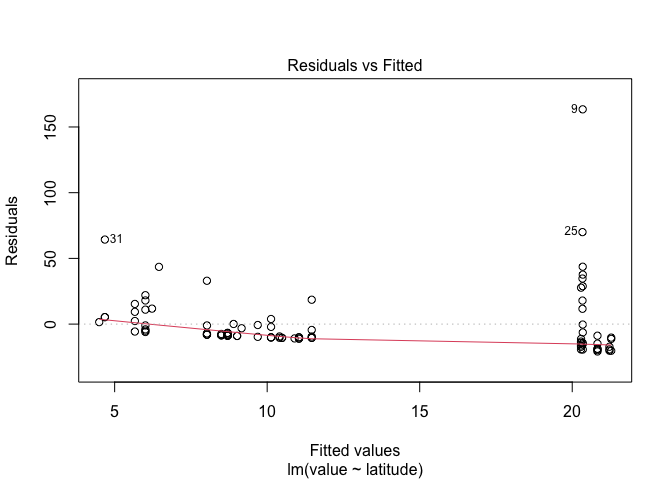 Residuals vs Fitted
Residuals
150
100
50
0
9
25
31
5
10
15
20
Fitted values
lm(value ~ latitude)